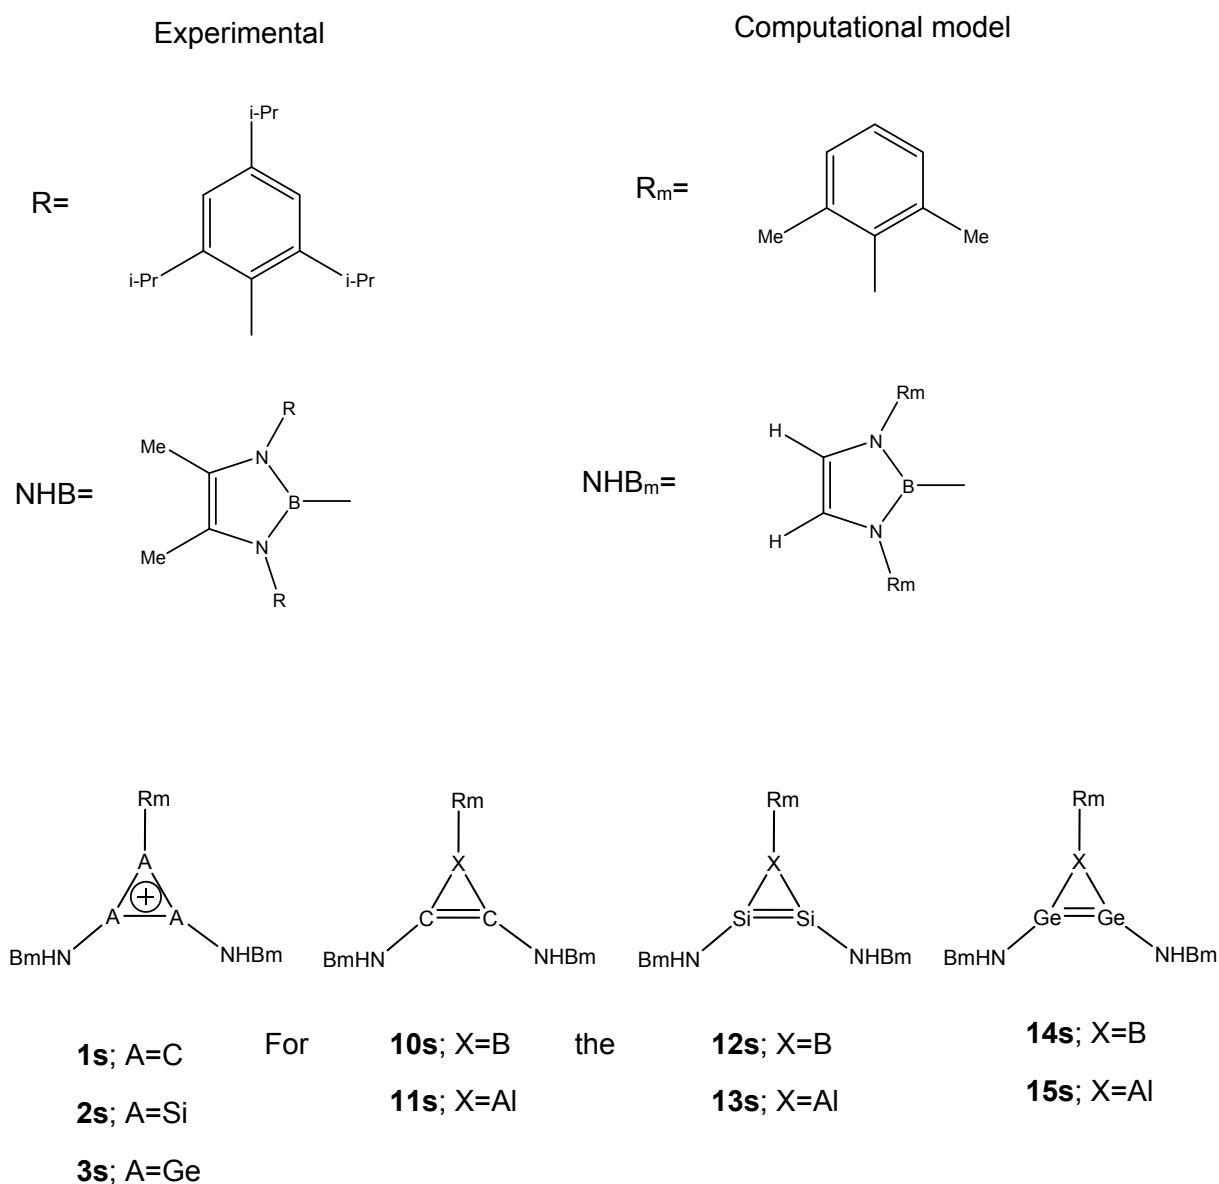 Experimental
Computational model
i-Pr
R=
i-Pr
i-Pr
Rm=
Me
Me
NHB=
R
Me
N
B
Me
N
R
NHBm=
Rm
H
N
B
H
N
Rm
Rm
A
A
A
+
BmHN
NHBm
Rm
X
C
C
BmHN
NHBm
Rm
X
Si
Si
BmHN
NHBm
Rm
X
Ge
Ge
BmHN
NHBm
1s; A=C
2s; A=Si
3s; A=Ge
For
10s; X=B
11s; X=Al
the
12s; X=B
13s; X=Al
14s; X=B
15s; X=Al